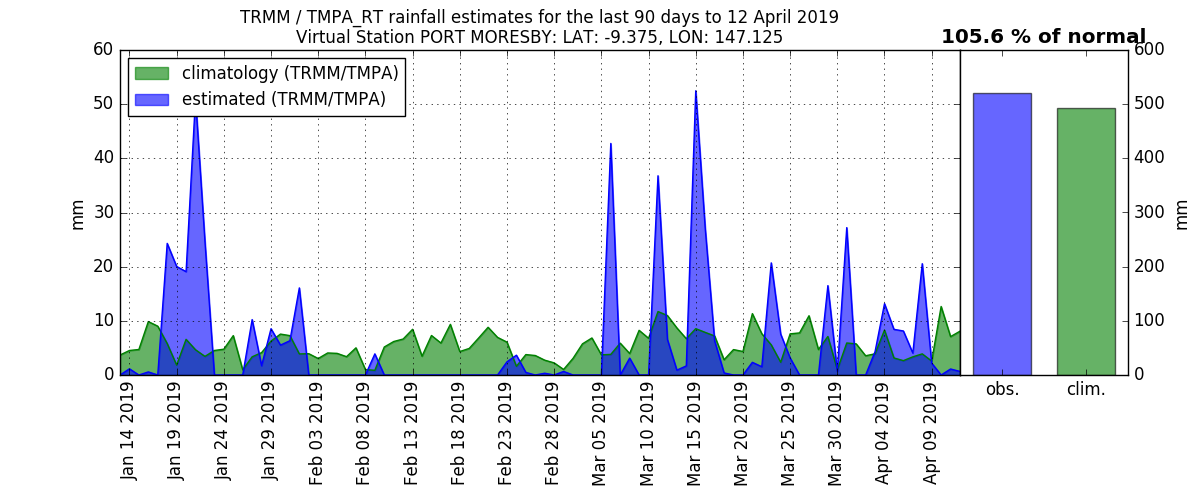 TRMM / TMPA_RT rainfall estimates for the last 90 days to 12 April 2019
Virtual Station PORT MORESBY: LAT: -9.375, LON: 147.125
105.6 % of normal
climatology (TRMM/TMPA)
estimated (TRMM/TMPA)
60
50
40
30
20
10
0
mm
Jan 14 2019
Jan 19 2019
Jan 24 2019
Jan 29 2019
Feb 03 2019
Feb 08 2019
Feb 13 2019
Feb 18 2019
Feb 23 2019
Feb 28 2019
Mar 05 2019
Mar 10 2019
Mar 15 2019
Mar 20 2019
Mar 25 2019
Mar 30 2019
Apr 04 2019
Apr 09 2019
obs.
clim.
600
500
400
300
200
100
0
mm